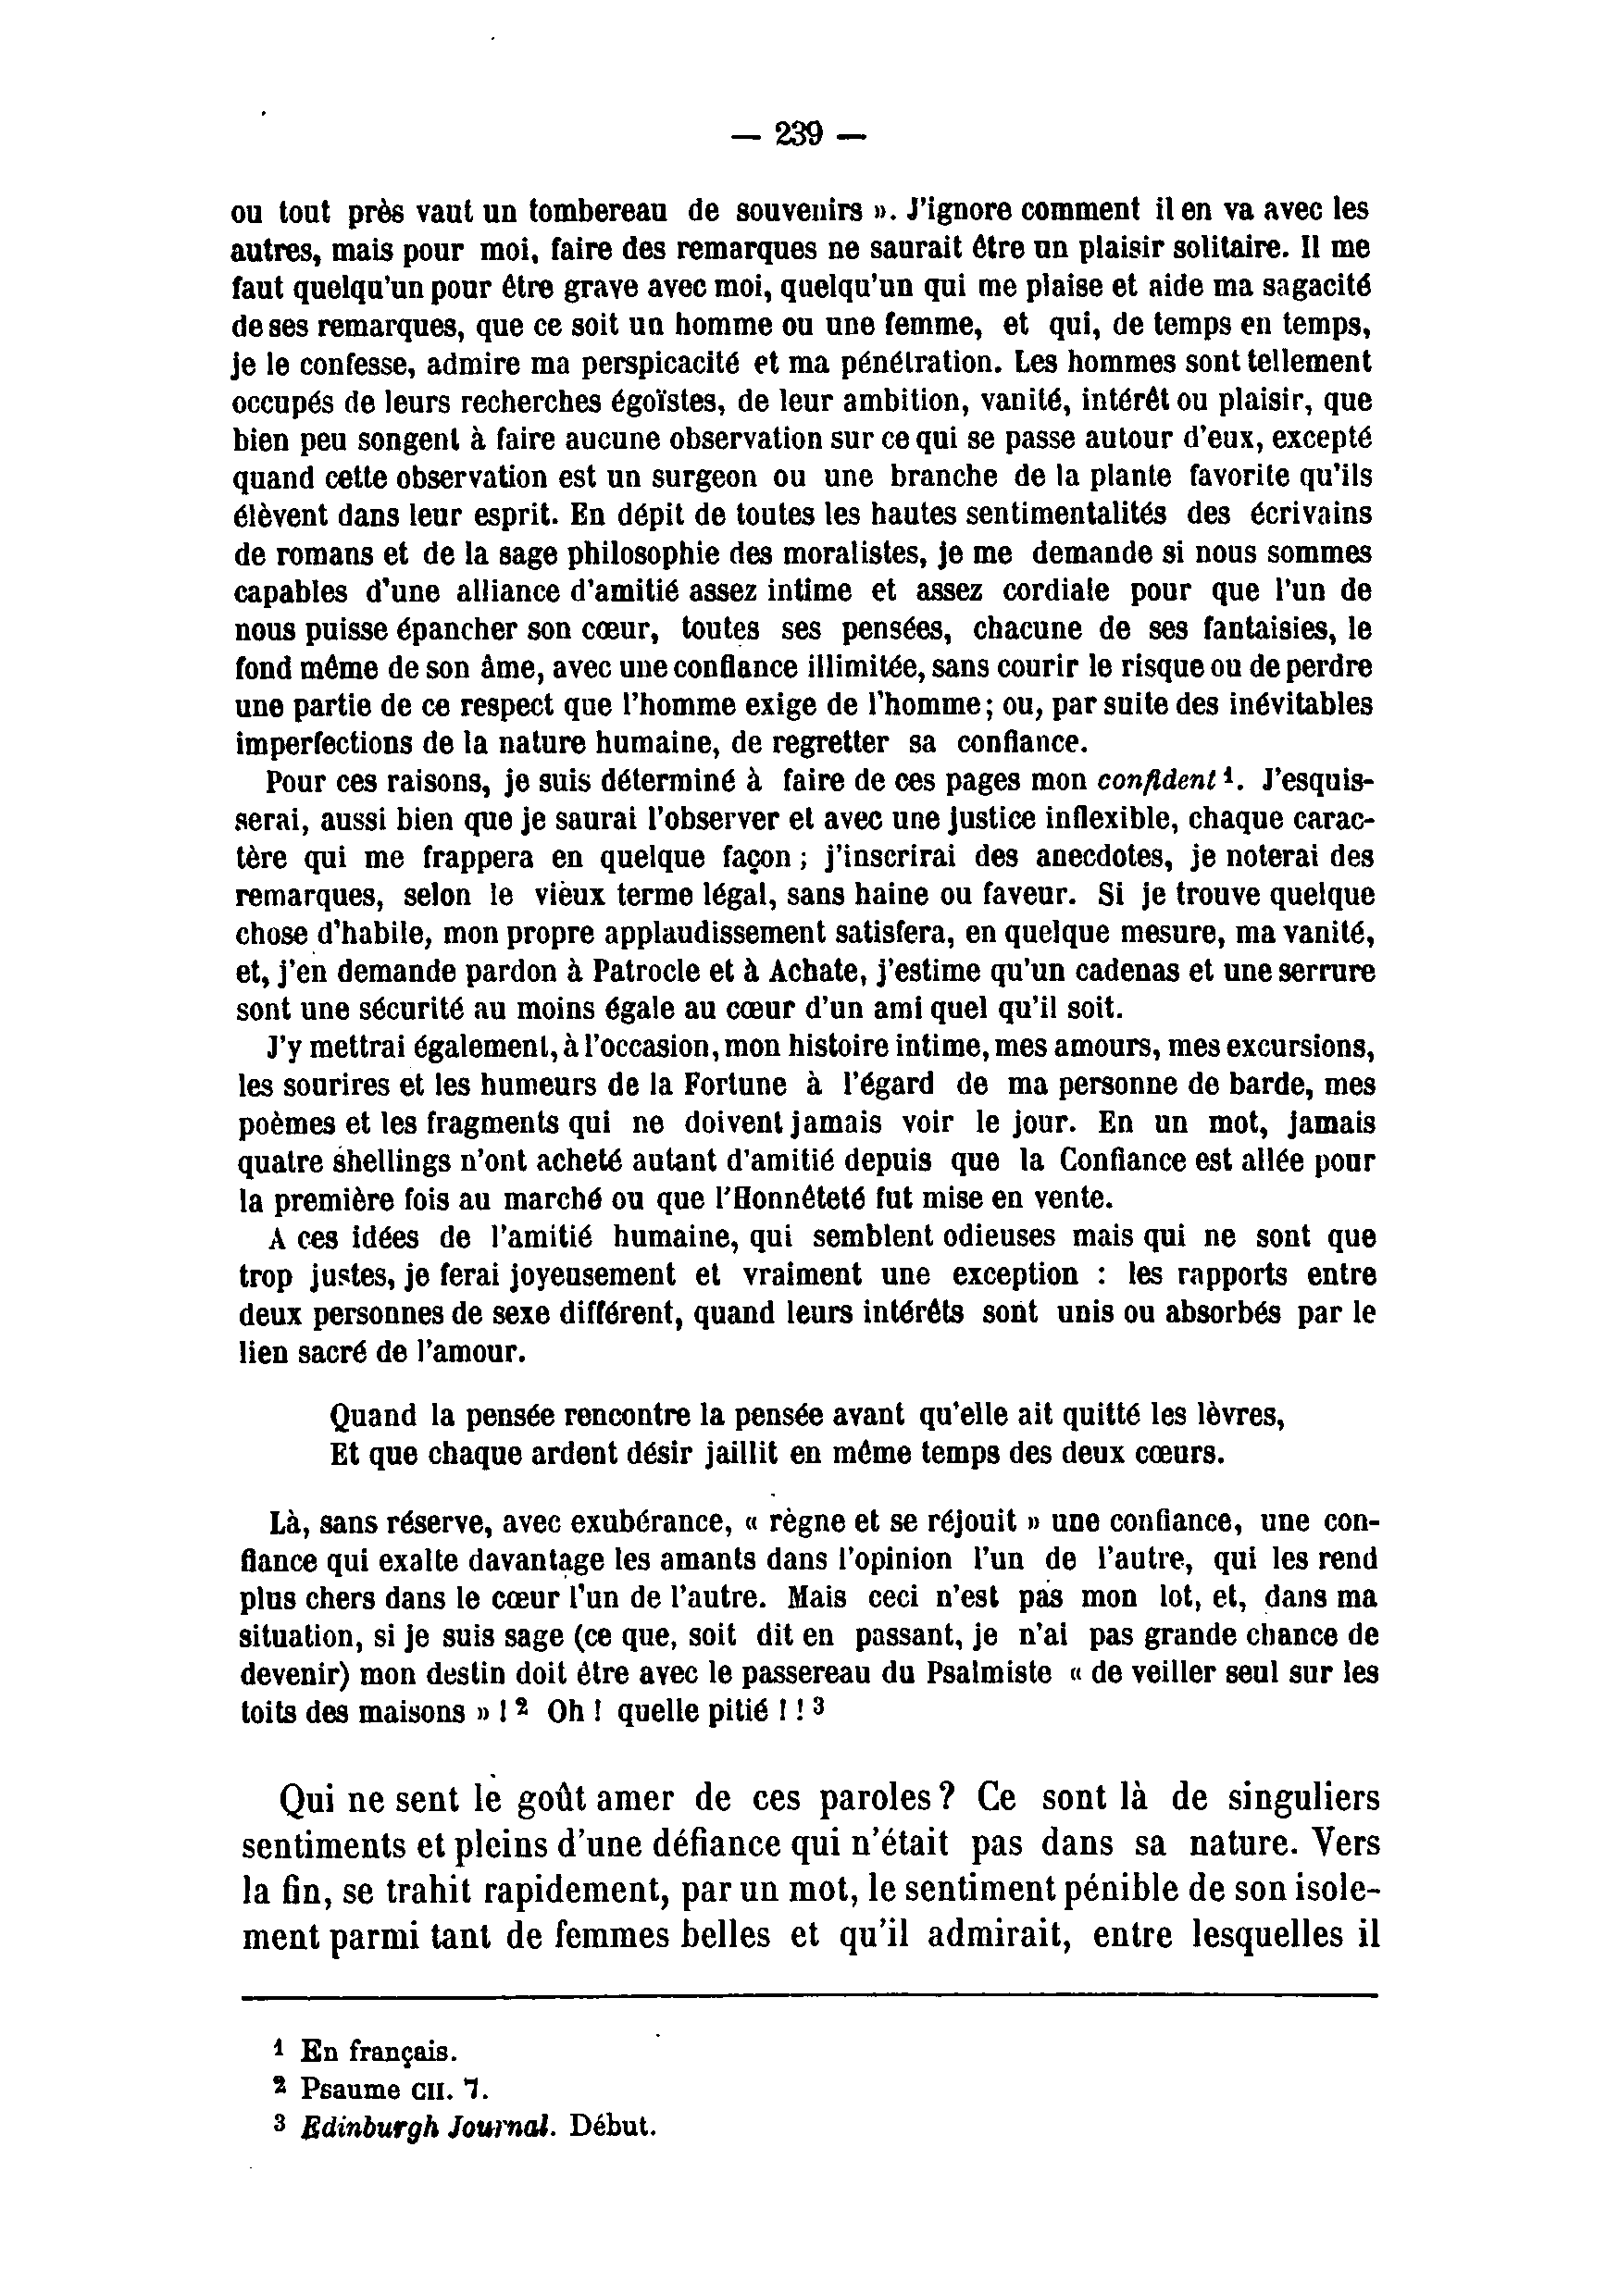 — 239 —
ou tout près vaut un tombereau de souvenirs ». J'ignore comment il en va avec les
autres, mais pour moi, faire des remarques ne saurait être un plaisir solitaire. Il me
faut quelqu'un pour être grave avec moi, quelqu'un qui me plaise et aide ma sagacité
de ses remarques, que ce soit un homme ou une femme, et qui, de temps en temps,
je le confesse, admire ma perspicacité et ma pénétration. Les hommes sont tellement
occupés de leurs recherches égoïstes, de leur ambition, vanité, intérêt ou plaisir, que
bien peu songent à faire aucune observation sur ce qui se passe autour d'eux, excepté
quand cette observation est un surgeon ou une branche de la plante favorite qu'ils
élèvent dans leur esprit. En dépit de toutes les hautes sentimentalités des écrivains
de romans et de la sage philosophie des moralistes, je me demande si nous sommes
capables d'une alliance d'amitié assez intime et assez cordiale pour que l'un de
nous puisse épancher son cœur, toutes ses pensées, chacune de ses fantaisies, le
fond même de son âme, avec une confiance illimitée, sans courir le risque ou de perdre
une partie de ce respect que l'homme exige de l'homme; ou, par suite des inévitables
imperfections de la nature humaine, de regretter sa confiance.
Pour ces raisons, je suis déterminé à faire de ces pages mon confident ¹. J'esquis-
serai, aussi bien que je saurai l'observer et avec une justice inflexible, chaque carac-
tère qui me frappera en quelque façon ; j'inscrirai des anecdotes, je noterai des
remarques, selon le vieux terme légal, sans haine ou faveur. Si je trouve quelque
chose d'habile, mon propre applaudissement satisfera, en quelque mesure, ma vanité,
et, j'en demande pardon à Patrocle et à Achate, j'estime qu'un cadenas et une serrure
sont une sécurité au moins égale au cœur d'un ami quel qu'il soit.
J'y mettrai également, à l'occasion, mon histoire intime, mes amours, mes excursions,
les sourires et les humeurs de la Fortune à l'égard de ma personne de barde, mes
poèmes et les fragments qui ne doivent jamais voir le jour. En un mot, jamais
quatre shellings n'ont acheté autant d'amitié depuis que la Confiance est allée pour
la première fois au marché ou que l'Honnêteté fut mise en vente.
A ces idées de l'amitié humaine, qui semblent odieuses mais qui ne sont que
trop justes, je ferai joyeusement et vraiment une exception : les rapports entre
deux personnes de sexe différent, quand leurs intérêts sont unis ou absorbés par le
lien sacré de l'amour.
Quand la pensée rencontre la pensée avant qu'elle ait quitté les lèvres,
Et que chaque ardent désir jaillit en même temps des deux cœurs.
Là, sans réserve, avec exubérance, « règne et se réjouit » une confiance, une con-
fiance qui exalte davantage les amants dans l'opinion l'un de l'autre, qui les rend
plus chers dans le cœur l'un de l'autre. Mais ceci n'est pas mon lot, et, dans ma
situation, si je suis sage (ce que, soit dit en passant, je n'ai pas grande chance de
devenir) mon destin doit être avec le passereau du Psalmiste « de veiller seul sur les
toits des maisons » ! ² Oh ! quelle pitié ! ! ³
Qui ne sent le goût amer de ces paroles ? Ce sont là de singuliers
sentiments et pleins d'une défiance qui n'était pas dans sa nature. Vers
la fin, se trahit rapidement, par un mot, le sentiment pénible de son isole-
ment parmi tant de femmes belles et qu'il admirait, entre lesquelles il
¹ En français.
² Psaume CII. 7.
³ Edinburgh Journal. Début.